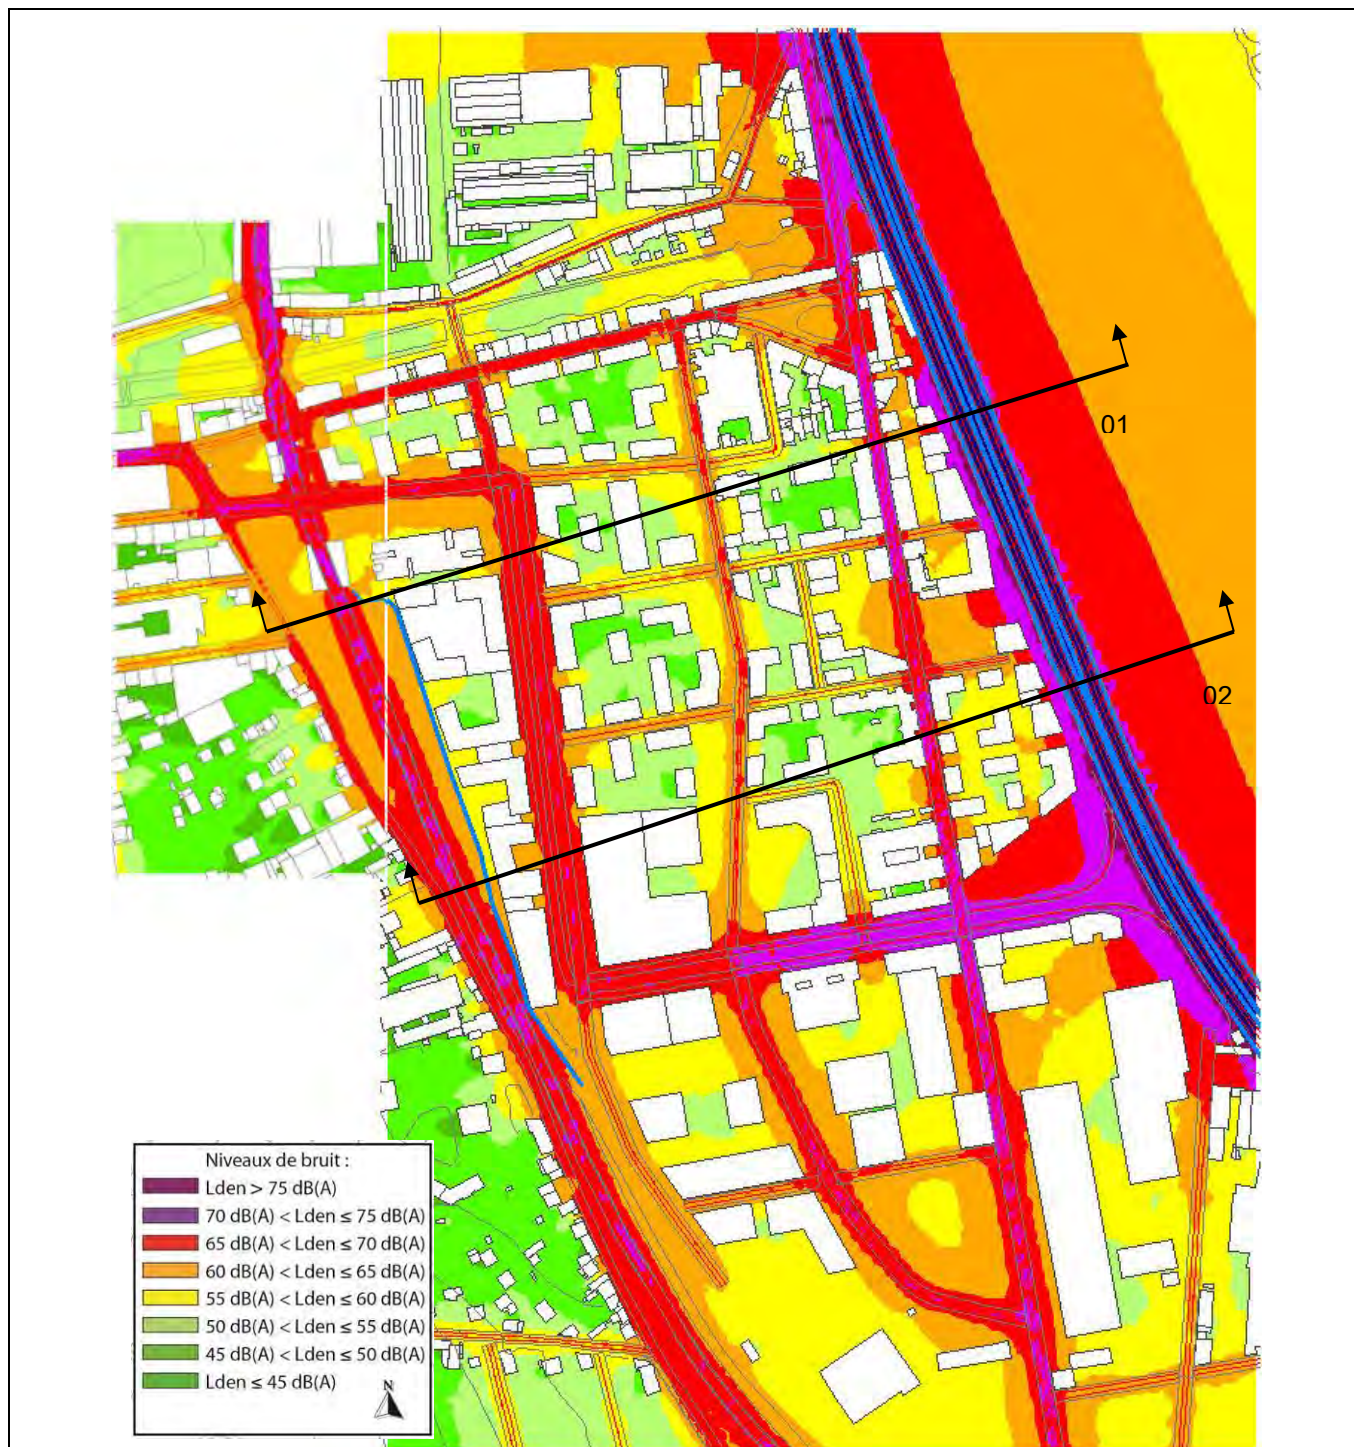 01
02
Niveaux de bruit :
Lden > 75 dB(A)
70 dB(A) < Lden ≤ 75 dB(A)
65 dB(A) < Lden ≤ 70 dB(A)
60 dB(A) < Lden ≤ 65 dB(A)
55 dB(A) < Lden ≤ 60 dB(A)
50 dB(A) < Lden ≤ 55 dB(A)
45 dB(A) < Lden ≤ 50 dB(A)
Lden ≤ 45 dB(A)
N